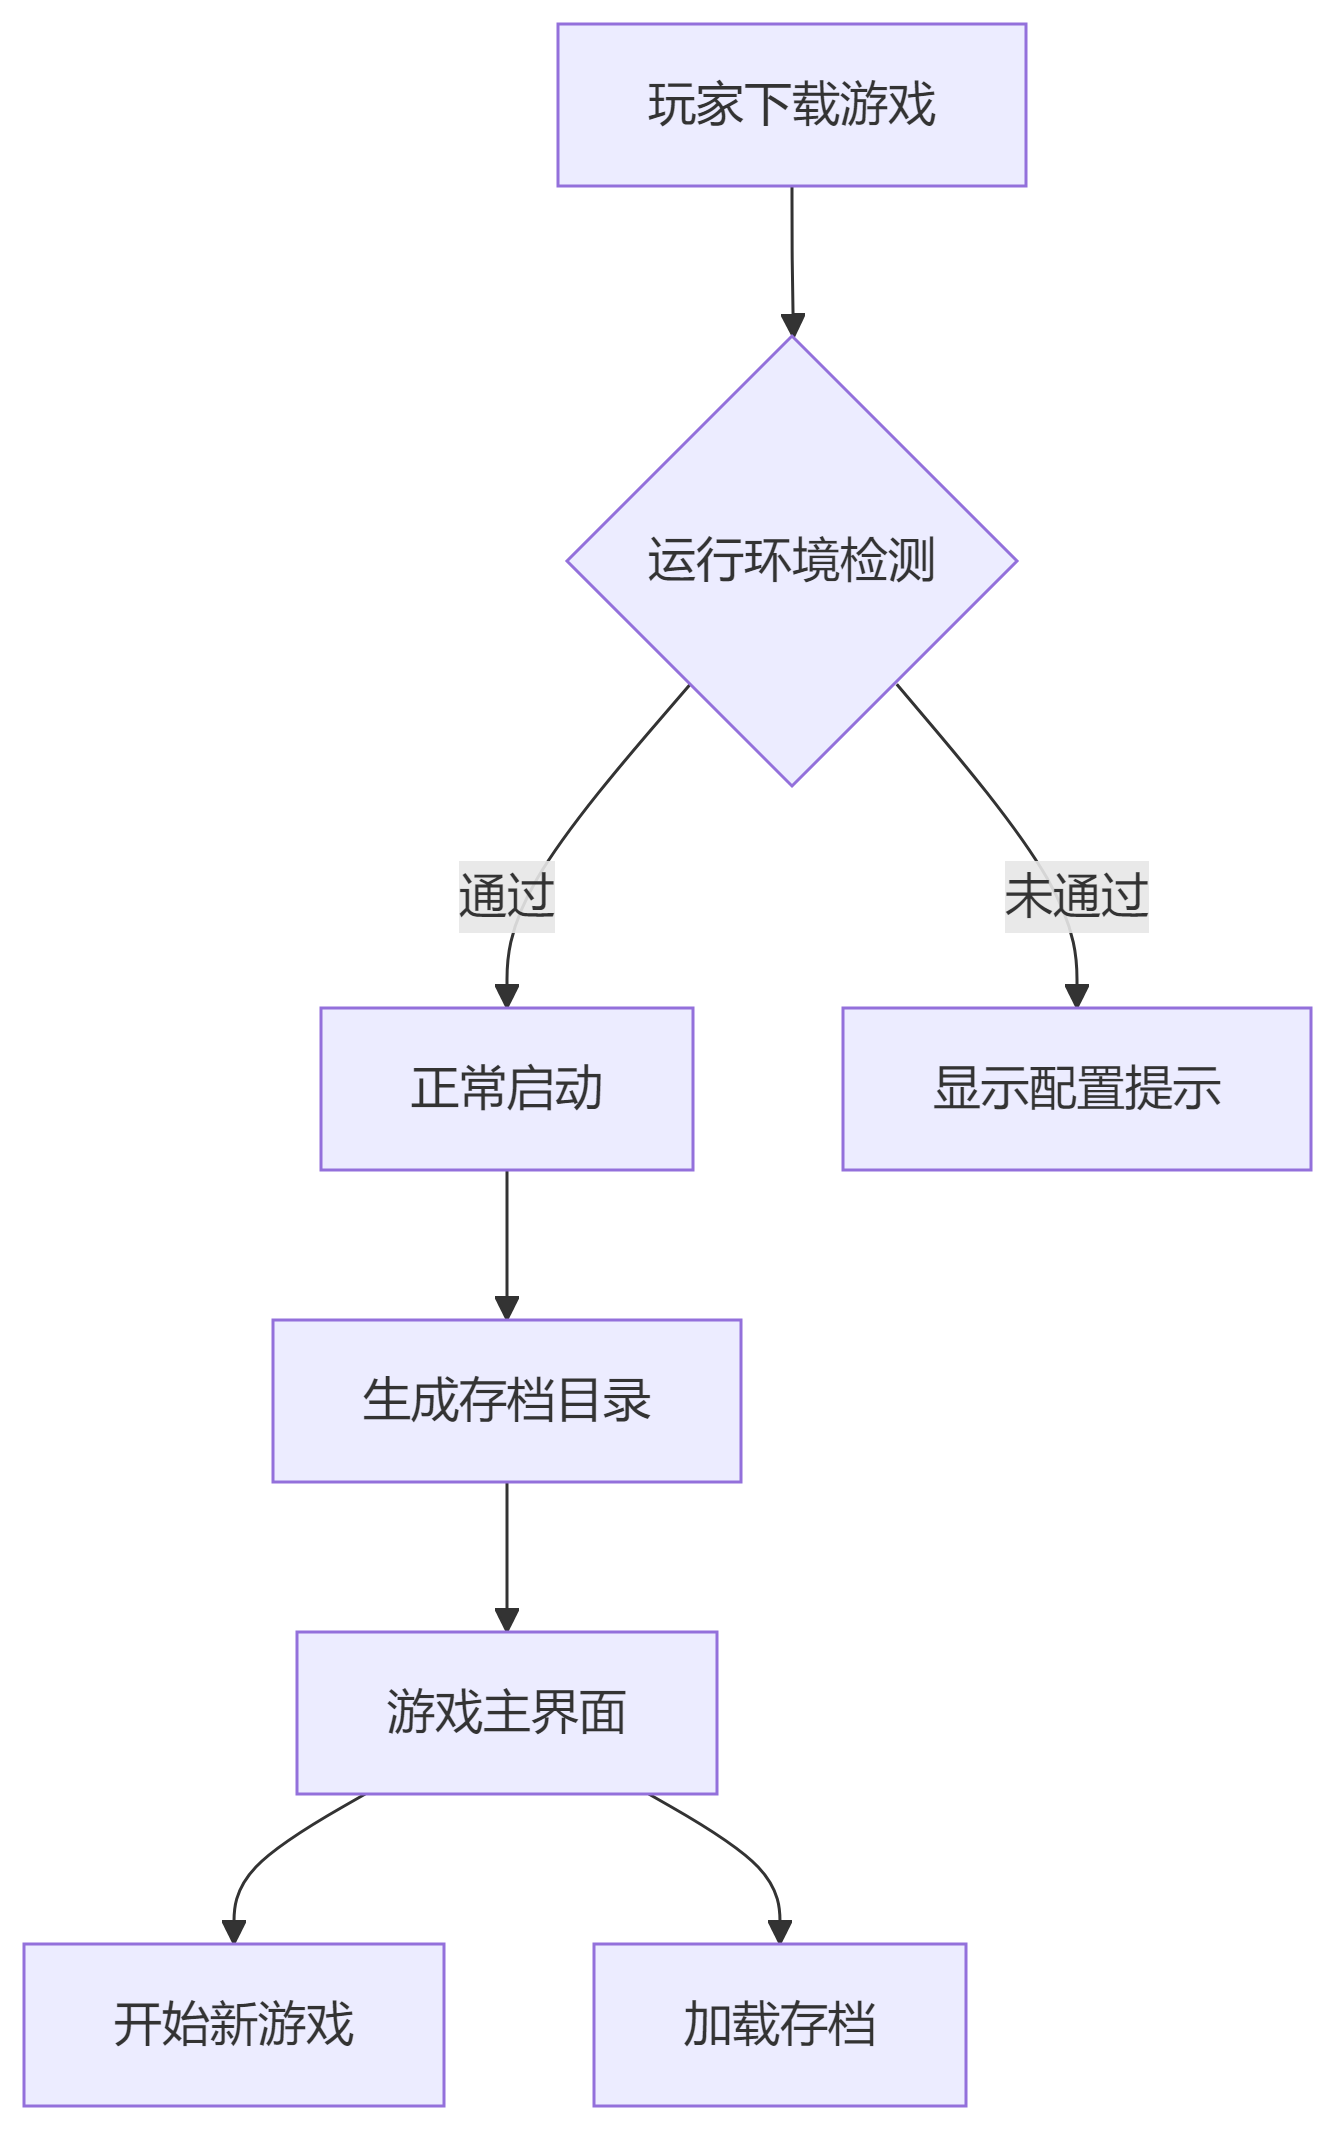 玩家下载游戏
运行环境检测
通过
未通过
正常启动
显示配置提示
生成存档目录
游戏主界面
开始新游戏
加载存档